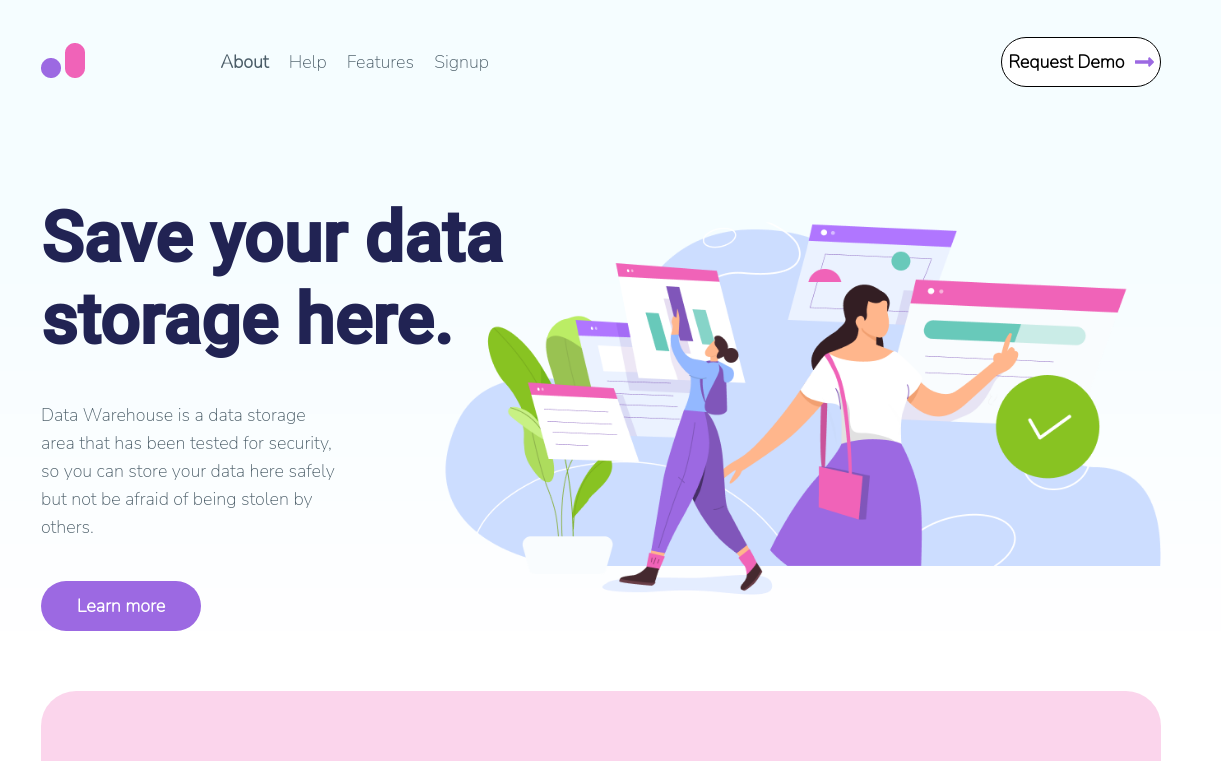 About Help Features Signup Request Demo
Save your data
storage here.
Data Warehouse is a data storage
area that has been tested for security,
so you can store your data here safely
but not be afraid of being stolen by
others.
Learn more